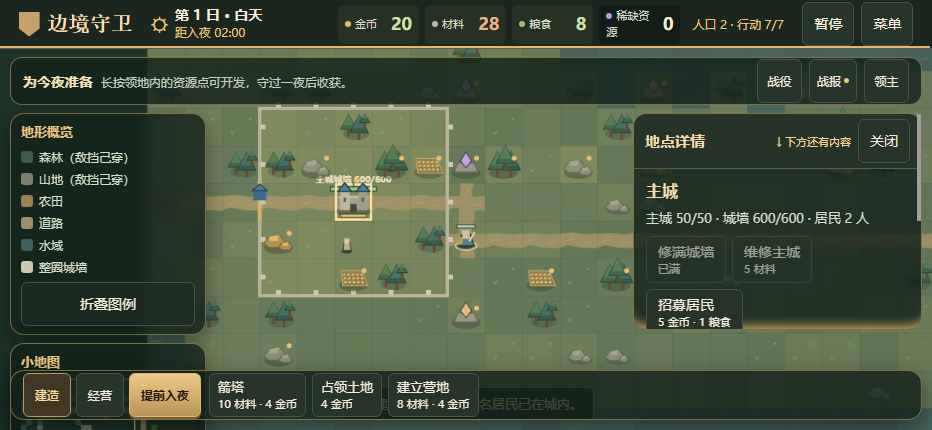 边境守卫
第 1 日 · 白天
距入夜 02:00
金币 20
材料 28
粮食 8
稀缺资源 0
人口 2 · 行动 7/7
暂停
菜单
为今夜准备 长按领地内的资源点可开发，守过一夜后收获。
战役
战报
领主
地形概览
森林（敌挡己穿）
山地（敌挡己穿）
农田
道路
水域
整圈城墙
折叠图例
小地图
主城城墙 600/600
地点详情
↓下方还有内容
关闭
主城
主城 50/50 · 城墙 600/600 · 居民 2 人
修满城墙
已满
维修主城
5 材料
招募居民
5 金币 · 1 粮食
建造
经营
提前入夜
箭塔
10 材料 · 4 金币
占领土地
4 金币
建立营地
8 材料 · 4 金币
名居民已在城内。